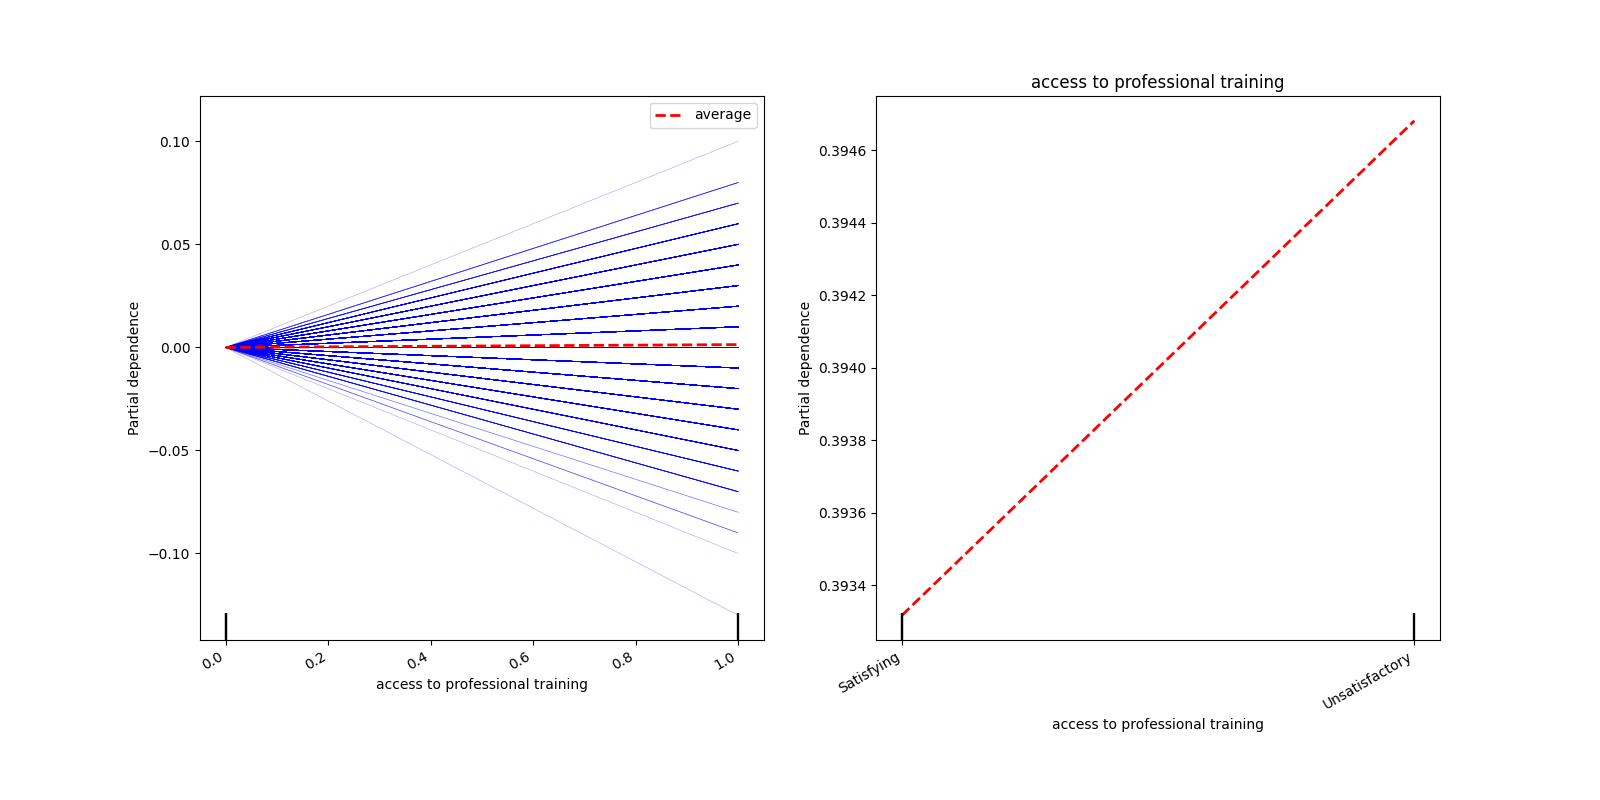 average
0.10
0.05
0.00
−0.05
−0.10
Partial dependence
0.0
0.2
0.4
0.6
0.8
1.0
access to professional training
access to professional training
0.3946
0.3944
0.3942
0.3940
0.3938
0.3936
0.3934
Partial dependence
Satisfying
Unsatisfactory
access to professional training